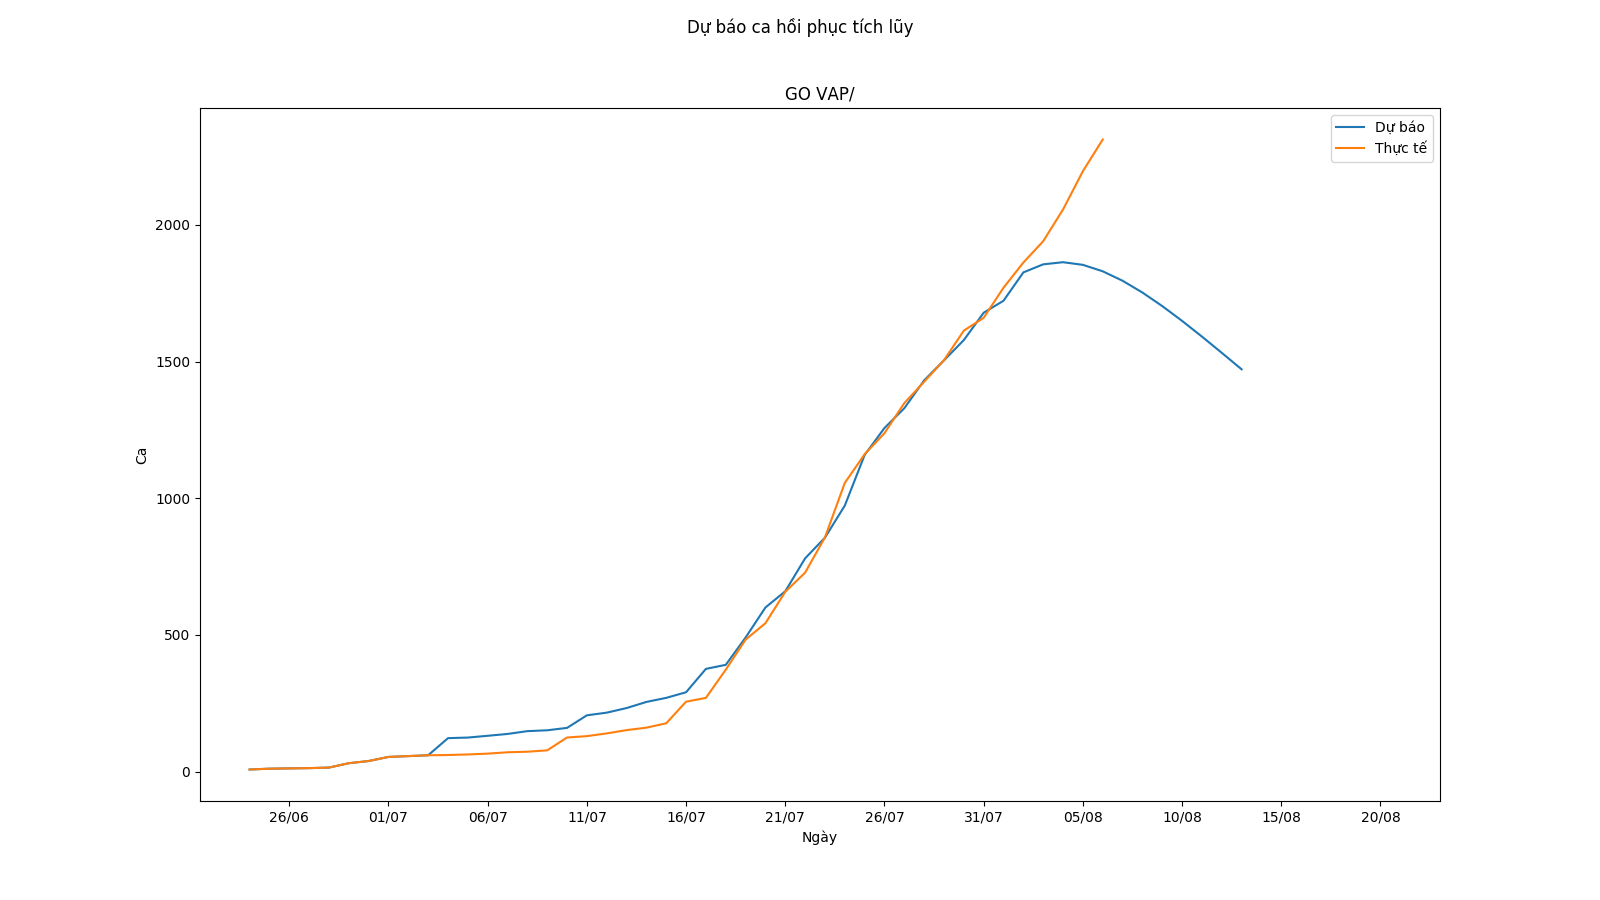 Dự báo ca hồi phục tích lũy
GO VAP/
Dự báo
Thực tế
2000
1500
1000
500
0
Ca
26/06
01/07
06/07
11/07
16/07
21/07
26/07
31/07
05/08
10/08
15/08
20/08
Ngày